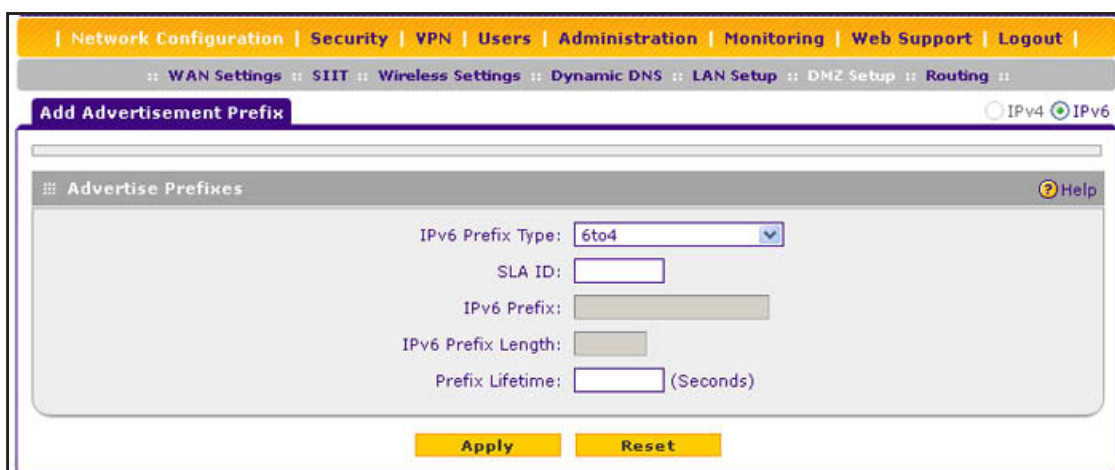 | Network Configuration | Security | VPN | Users | Administration | Monitoring | Web Support | Logout |
:: WAN Settings :: SIIT :: Wireless Settings :: Dynamic DNS :: LAN Setup :: DMZ Setup :: Routing ::
Add Advertisement Prefix IPv4 IPv6
Advertise Prefixes ? Help
IPv6 Prefix Type: 6to4
SLA ID:
IPv6 Prefix:
IPv6 Prefix Length:
Prefix Lifetime: (Seconds)
Apply Reset